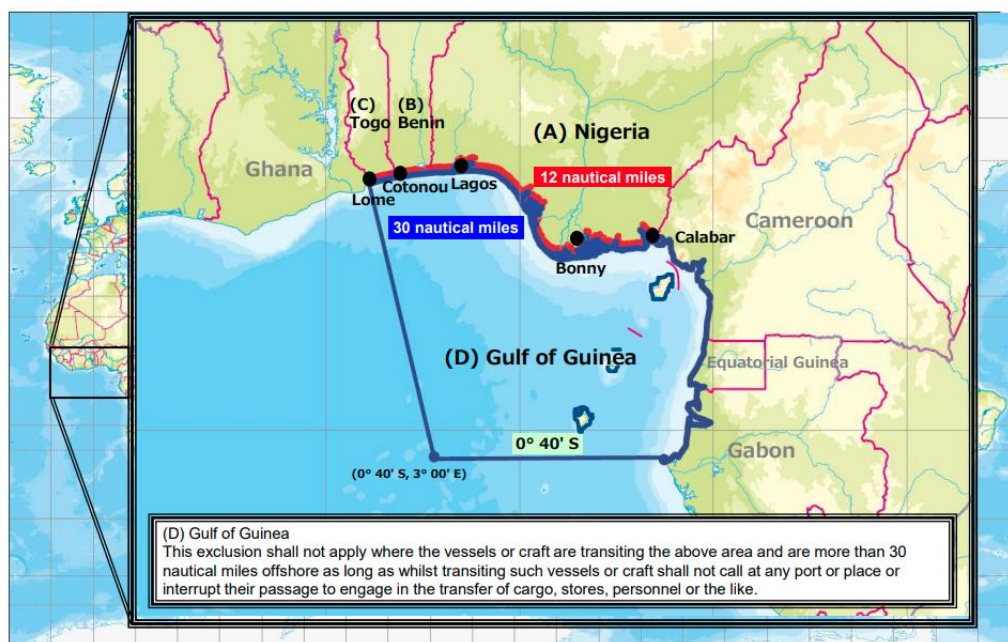 (C)
Togo
(B)
Benin
(A) Nigeria
Ghana
12 nautical miles
Lagos
Cotonou
Lome
30 nautical miles
Cameroon
Calabar
Bonny
(D) Gulf of Guinea
Equatorial Guinea
0° 40' S
Gabon
(0° 40' S, 3° 00' E)
(D) Gulf of Guinea
This exclusion shall not apply where the vessels or craft are transiting the above area and are more than 30
nautical miles offshore as long as whilst transiting such vessels or craft shall not call at any port or place or
interrupt their passage to engage in the transfer of cargo, stores, personnel or the like.